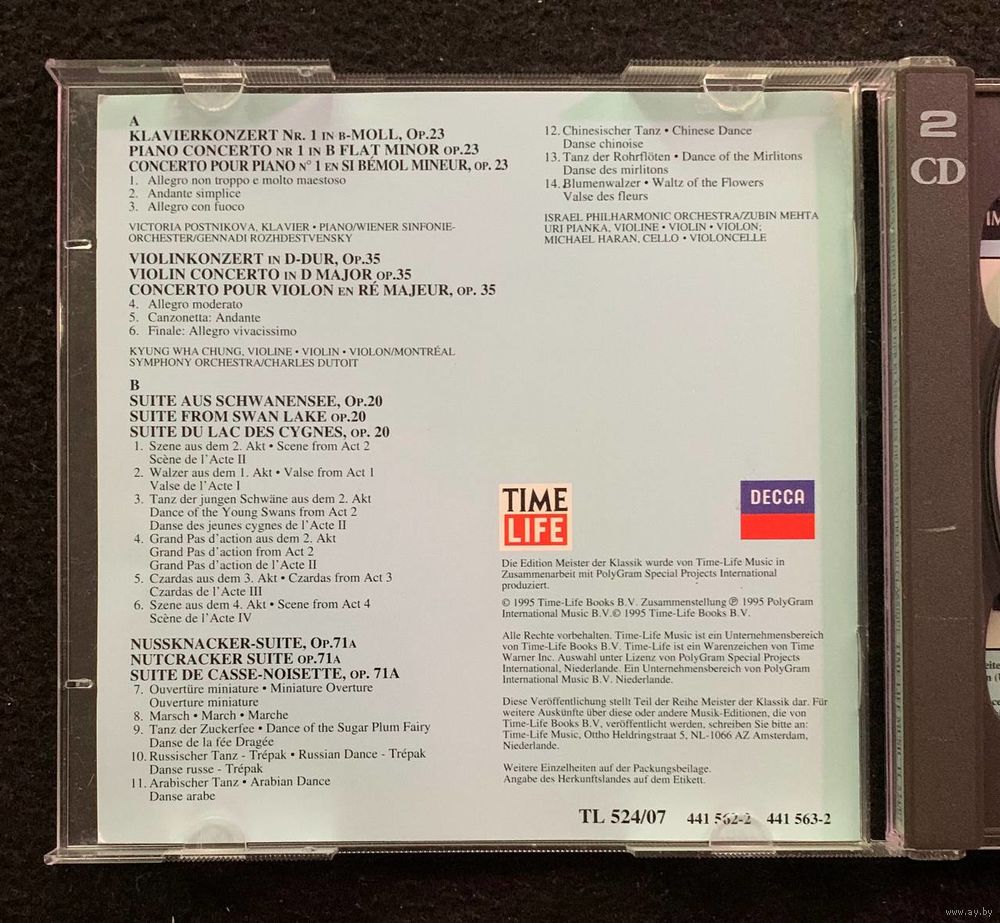 A
KLAVIERKONZERT NR. 1 IN B-MOLL, OP.23
PIANO CONCERTO NR 1 IN B FLAT MINOR OP.23
CONCERTO POUR PIANO N° 1 EN SI BÉMOL MINEUR, OP. 23
1. Allegro non troppo e molto maestoso
2. Andante simplice
3. Allegro con fuoco
VICTORIA POSTNIKOVA, KLAVIER • PIANO/WIENER SINFONIE-
ORCHESTER/GENNADI ROZHDESTVENSKY
VIOLINKONZERT IN D-DUR, OP.35
VIOLIN CONCERTO IN D MAJOR OP.35
CONCERTO POUR VIOLON EN RÉ MAJEUR, OP. 35
4. Allegro moderato
5. Canzonetta: Andante
6. Finale: Allegro vivacissimo
KYUNG WHA CHUNG, VIOLINE • VIOLIN • VIOLON/MONTRÉAL
SYMPHONY ORCHESTRA/CHARLES DUTOIT
B
SUITE AUS SCHWANENSEE, OP.20
SUITE FROM SWAN LAKE OP.20
SUITE DU LAC DES CYGNES, OP. 20
1. Szene aus dem 2. Akt • Scene from Act 2
Scène de l'Acte II
2. Walzer aus dem 1. Akt • Valse from Act 1
Valse de l'Acte I
3. Tanz der jungen Schwäne aus dem 2. Akt
Dance of the Young Swans from Act 2
Danse des jeunes cygnes de l'Acte II
4. Grand Pas d'action aus dem 2. Akt
Grand Pas d'action from Act 2
Grand Pas d'action de l'Acte II
5. Czardas aus dem 3. Akt • Czardas from Act 3
Czardas de l'Acte III
6. Szene aus dem 4. Akt • Scene from Act 4
Scène de l'Acte IV
NUSSKNACKER-SUITE, OP.71A
NUTCRACKER SUITE OP.71A
SUITE DE CASSE-NOISETTE, OP. 71A
7. Ouvertüre miniature • Miniature Overture
Ouverture miniature
8. Marsch • March • Marche
9. Tanz der Zuckerfee • Dance of the Sugar Plum Fairy
Danse de la fée Dragée
10. Russischer Tanz - Trépak • Russian Dance - Trépak
Danse russe - Trépak
11. Arabischer Tanz • Arabian Dance
Danse arabe
12. Chinesischer Tanz • Chinese Dance
Danse chinoise
13. Tanz der Rohrflöten • Dance of the Mirlitons
Danse des mirlitons
14. Blumenwalzer • Waltz of the Flowers
Valse des fleurs
ISRAEL PHILHARMONIC ORCHESTRA/ZUBIN MEHTA
URI PIANKA, VIOLINE • VIOLIN • VIOLON;
MICHAEL HARAN, CELLO • VIOLONCELLE
TIME
LIFE
DECCA
Die Edition Meister der Klassik wurde von Time-Life Music in
Zusammenarbeit mit PolyGram Special Projects International
produziert.
© 1995 Time-Life Books B.V. Zusammenstellung ℗ 1995 PolyGram
International Music B.V.© 1995 Time-Life Books B.V.
Alle Rechte vorbehalten. Time-Life Music ist ein Unternehmensbereich
von Time-Life Books B.V. Time-Life ist ein Warenzeichen von Time
Warner Inc. Auswahl unter Lizenz von PolyGram Special Projects
International, Niederlande. Ein Unternehmensbereich von PolyGram
International Music B.V. Niederlande.
Diese Veröffentlichung stellt Teil der Reihe Meister der Klassik dar. Für
weitere Auskünfte über diese oder andere Musik-Editionen, die von
Time-Life Books B.V, veröffentlicht werden, schreiben Sie bitte an:
Time-Life Music, Ottho Heldringstraat 5, NL-1066 AZ Amsterdam,
Niederlande.
Weitere Einzelheiten auf der Packungsbeilage.
Angabe des Herkunftslandes auf dem Etikett.
TL 524/07 441 562-2 441 563-2
2
CD
www.ay.by